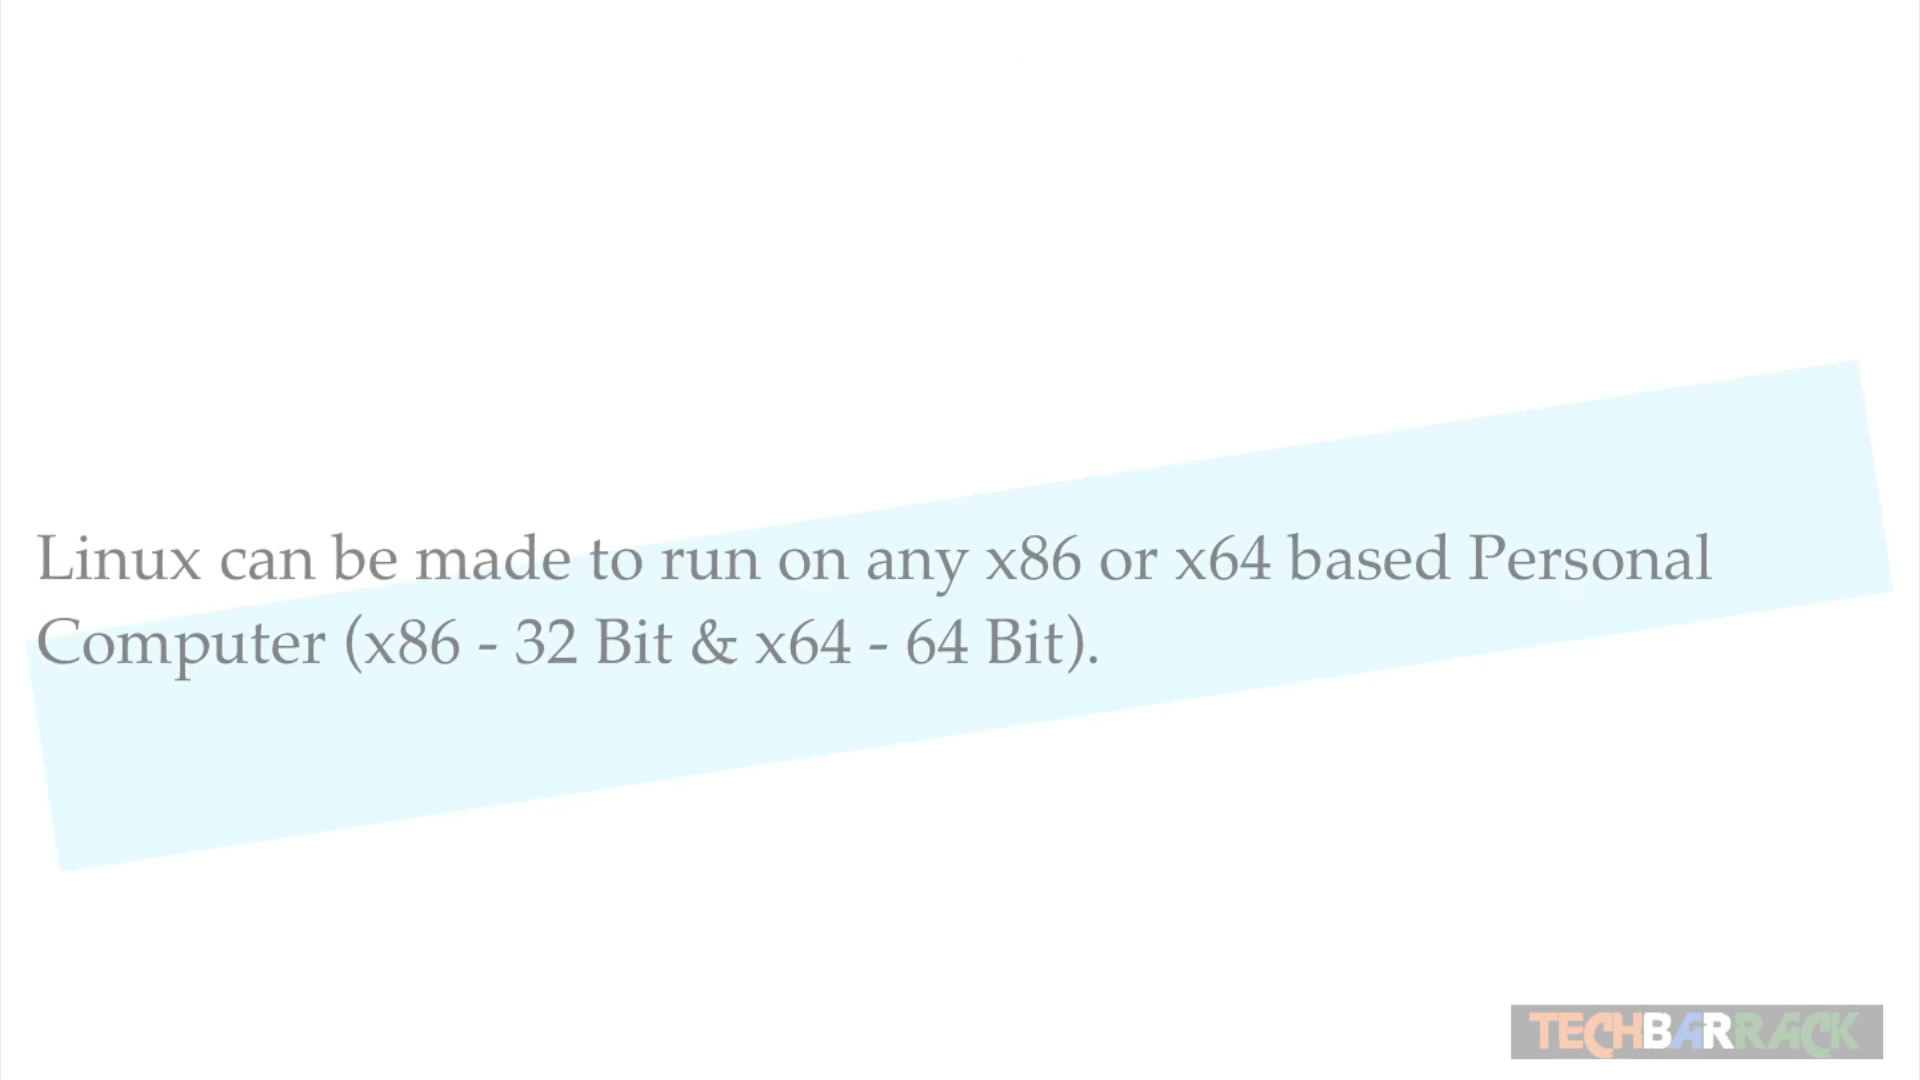 Linux can be made to run on any x86 or x64 based Personal
Computer (x86 - 32 Bit & x64 - 64 Bit).
TECHBARRACK